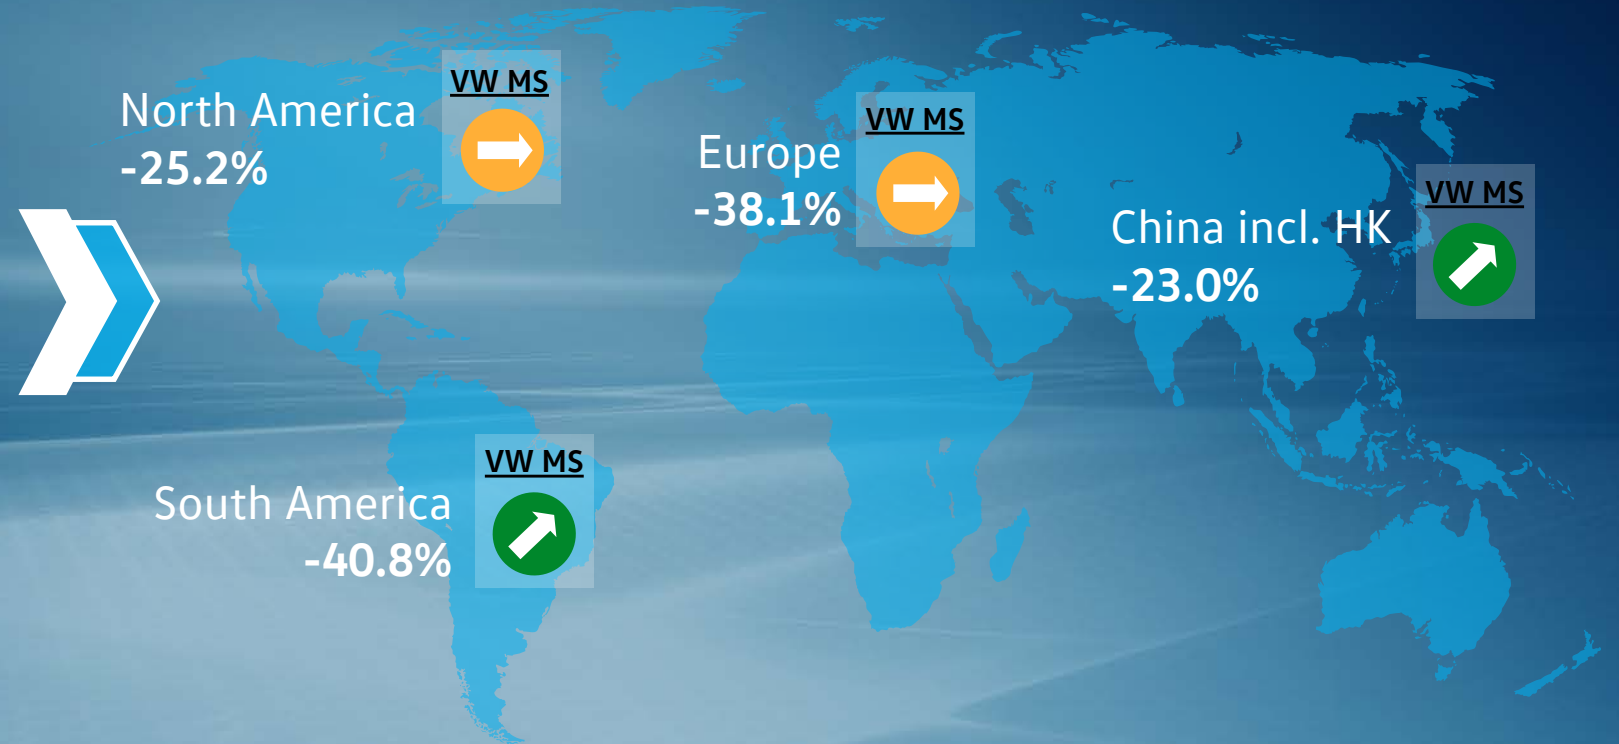 North America
-25.2%
VW MS
Europe
-38.1%
VW MS
China incl. HK
-23.0%
VW MS
South America
-40.8%
VW MS